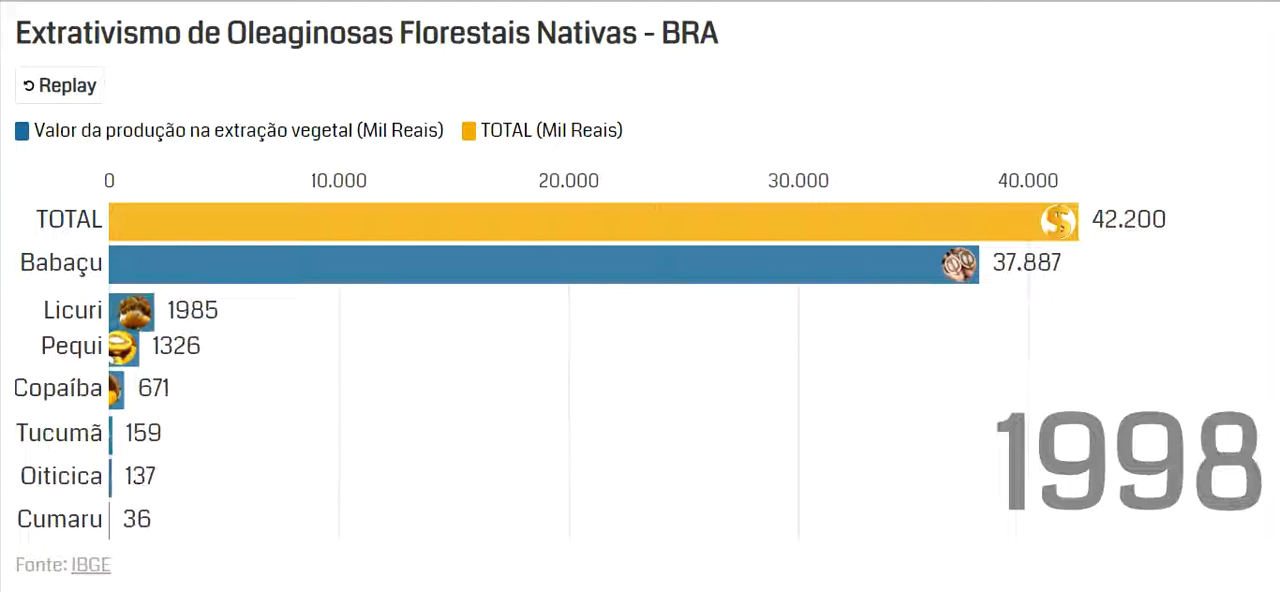 Extrativismo de Oleaginosas Florestais Nativas - BRA
Replay
Valor da produção na extração vegetal (Mil Reais) TOTAL (Mil Reais)
0 10.000 20.000 30.000 40.000
TOTAL 42.200
Babaçu 37.887
Licuri 1985
Pequi 1326
Copaíba 671
Tucumã 159
Oiticica 137
Cumaru 36
1998
Fonte: IBGE